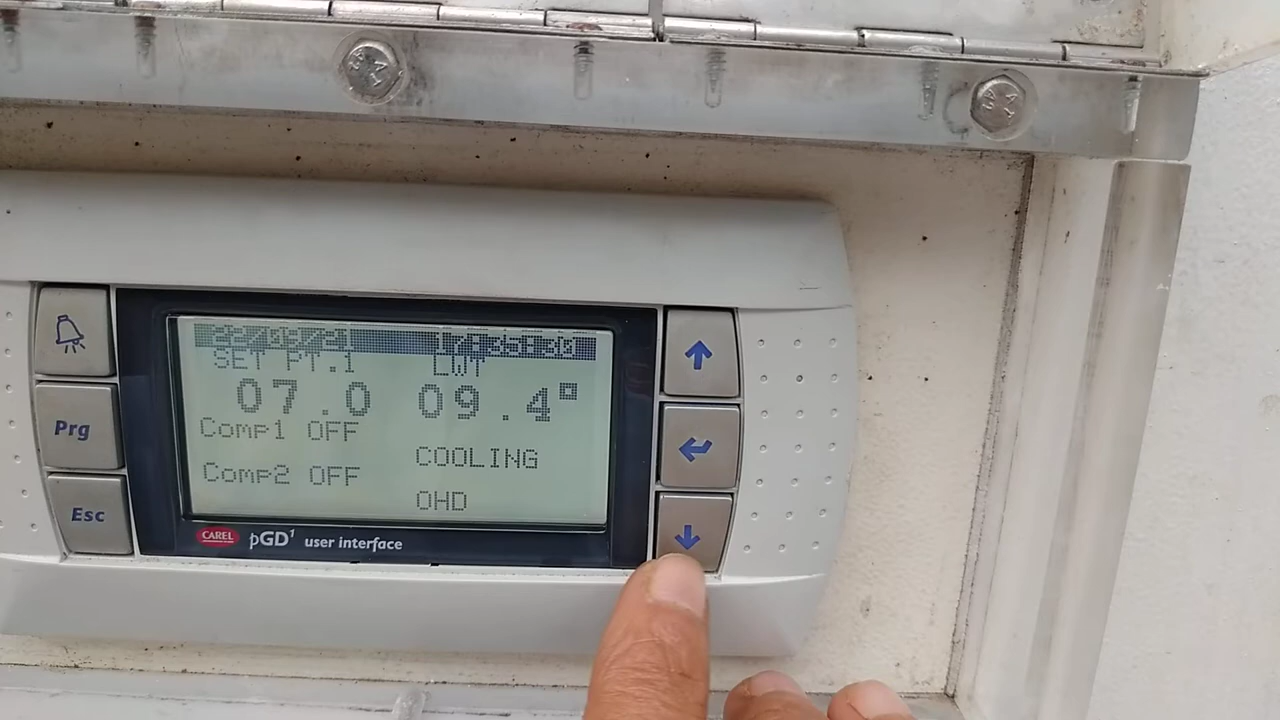 SET PT.1 LWT
07.0 09.4°
Comp1 OFF
COOLING
Comp2 OFF
OHD
Prg
Esc
CAREL pGD1 user interface